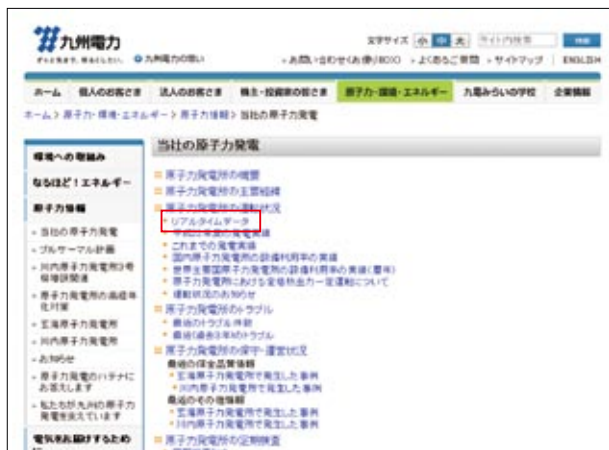 九州電力
九州電力の想い
文字サイズ 小 中 大 サイト内検索 検索
お問い合わせ(お便りBOX) よくあるご質問 サイトマップ ENGLISH
ホーム 個人のお客さま 法人のお客さま 株主・投資家の皆さま 原子力・環境・エネルギー 九電みらいの学校 企業情報
ホーム > 原子力・環境・エネルギー > 原子力情報 > 当社の原子力発電
環境への取組み
なるほど!エネルギー
原子力情報
当社の原子力発電
プルサーマル計画
川内原子力発電所3号
機増設関連
原子力発電所の高経年
化対策
玄海原子力発電所
川内原子力発電所
お知らせ
原子力発電のハテナに
お答えします
私たちが九州の原子力
発電を支えています
電気をお届けするため
当社の原子力発電
原子力発電所の概要
原子力発電所の主要経緯
原子力発電所の運転状況
リアルタイムデータ
これまでの発電実績
国内原子力発電所の設備利用率の実績
世界主要国原子力発電所の設備利用率の実績(暦年)
原子力発電所における定格熱出力一定運転について
運転状況のお知らせ
原子力発電所のトラブル
最近のトラブル件数
最近(過去3年)のトラブル
原子力発電所の保守・運営状況
最近の保全品質情報
玄海原子力発電所で発生した事例
川内原子力発電所で発生した事例
最近のその他情報
玄海原子力発電所で発生した事例
川内原子力発電所で発生した事例
原子力発電所の定期検査